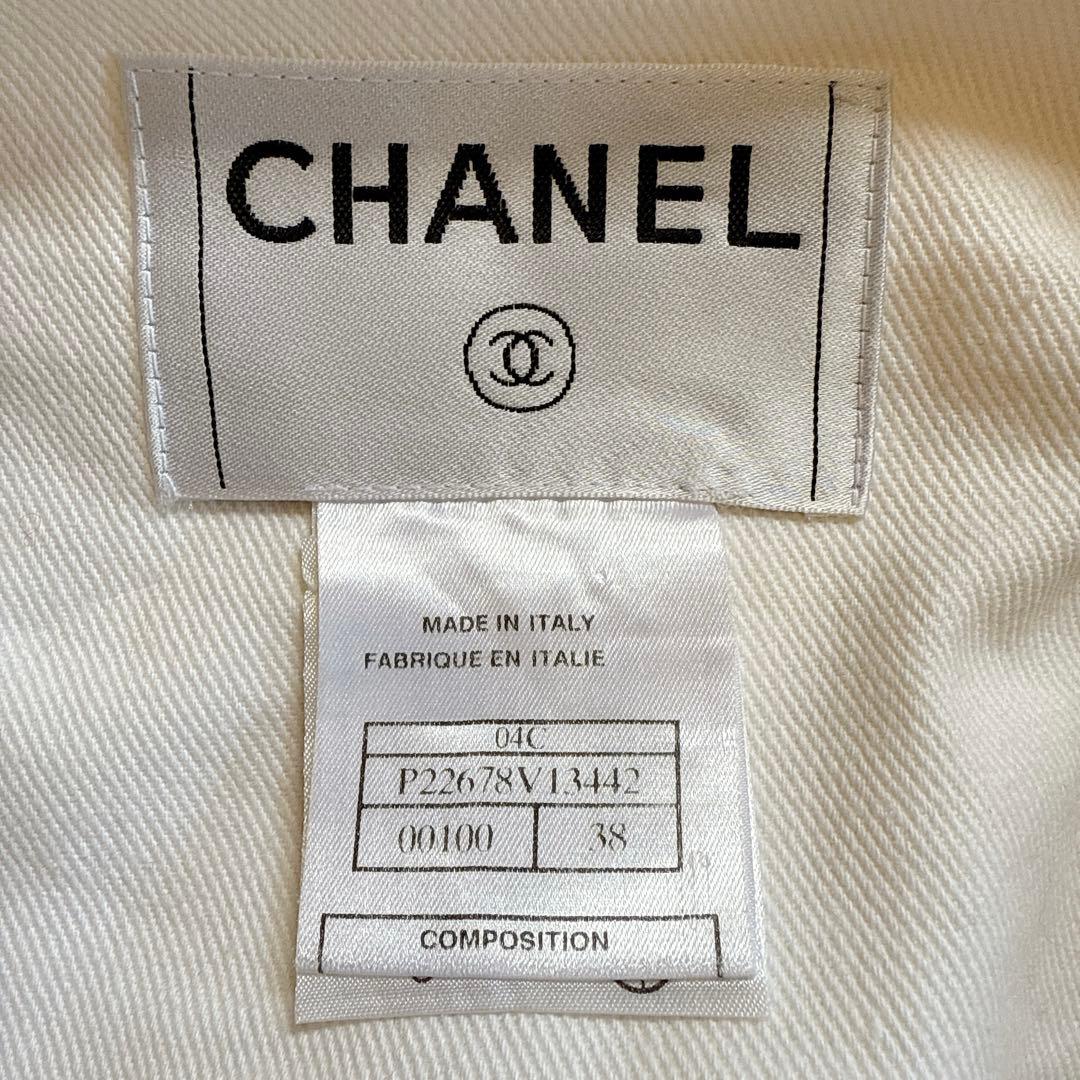 CHANEL
MADE IN ITALY
FABRIQUE EN ITALIE
04C
P22678V13442
00100 38
COMPOSITION